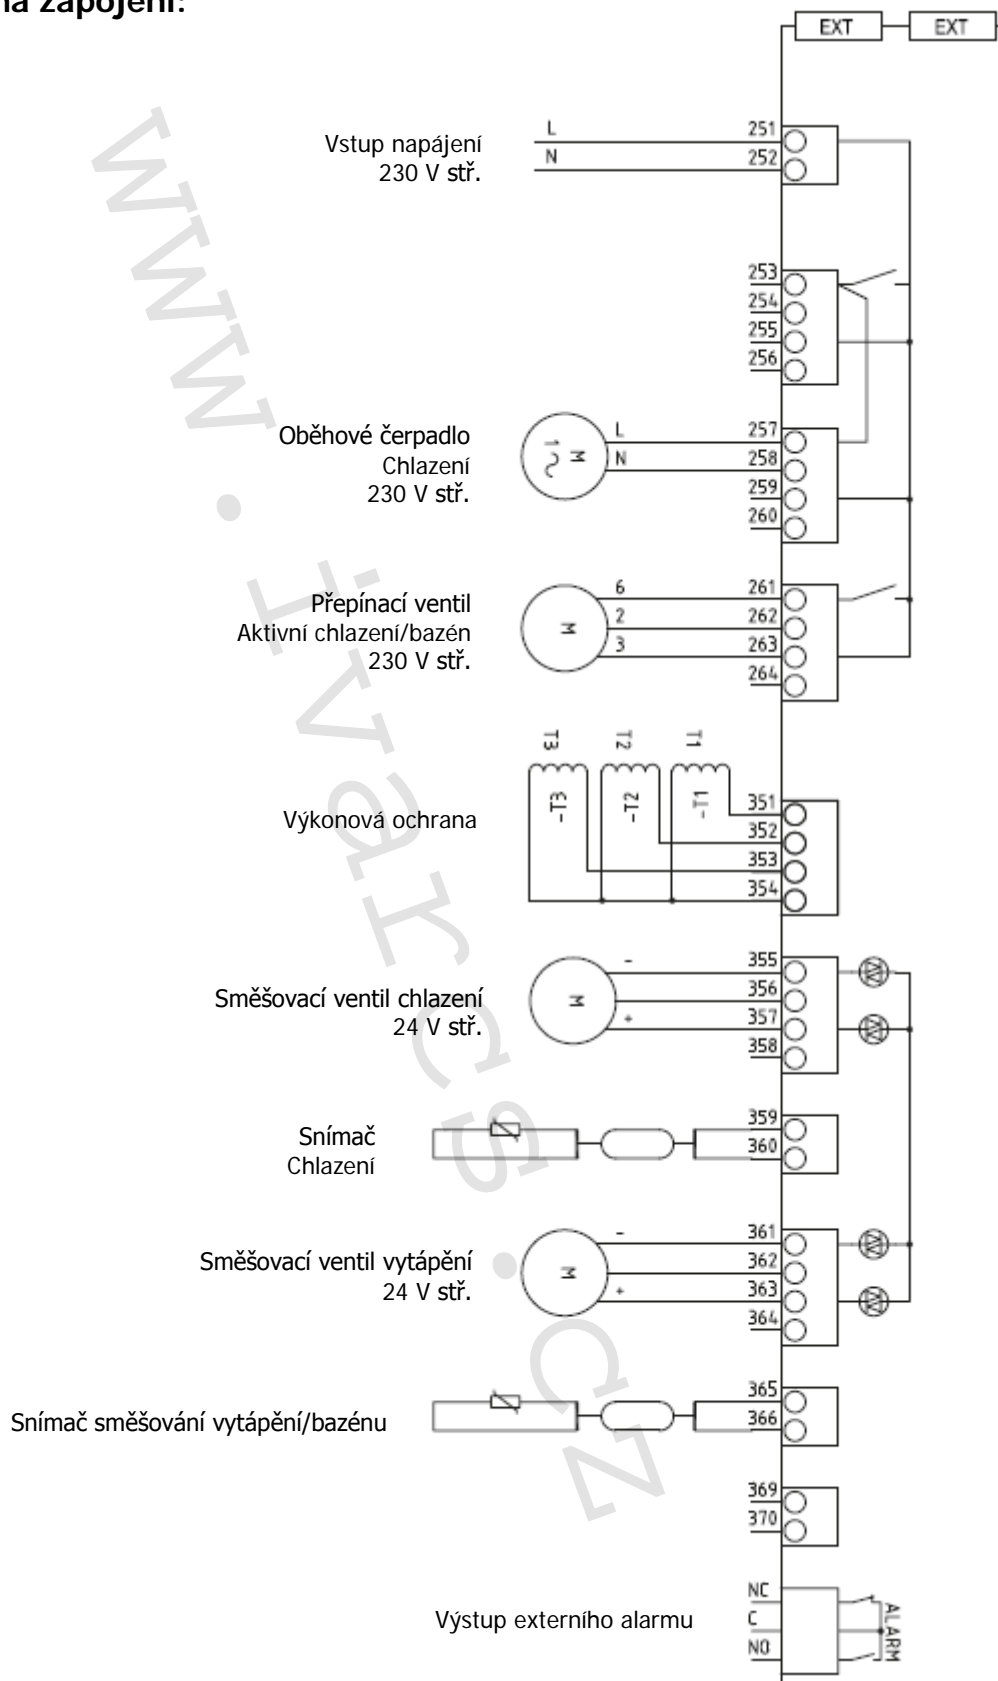 na zapojení:
EXT EXT
Vstup napájení
230 V stř.
L
N
251
252
253
254
255
256
Oběhové čerpadlo
Chlazení
230 V stř.
1 M
L
N
257
258
259
260
Přepínací ventil
Aktivní chlazení/bazén
230 V stř.
M
6
2
3
261
262
263
264
T3 T2 T1
-T3 -T2 -T1
Výkonová ochrana
351
352
353
354
Směšovací ventil chlazení
24 V stř.
M
-
+
355
356
357
358
Snímač
Chlazení
359
360
Směšovací ventil vytápění
24 V stř.
M
-
+
361
362
363
364
Snímač směšování vytápění/bazénu
365
366
369
370
Výstup externího alarmu
NC
C
NO
ALARM
www.ivarcs.cz